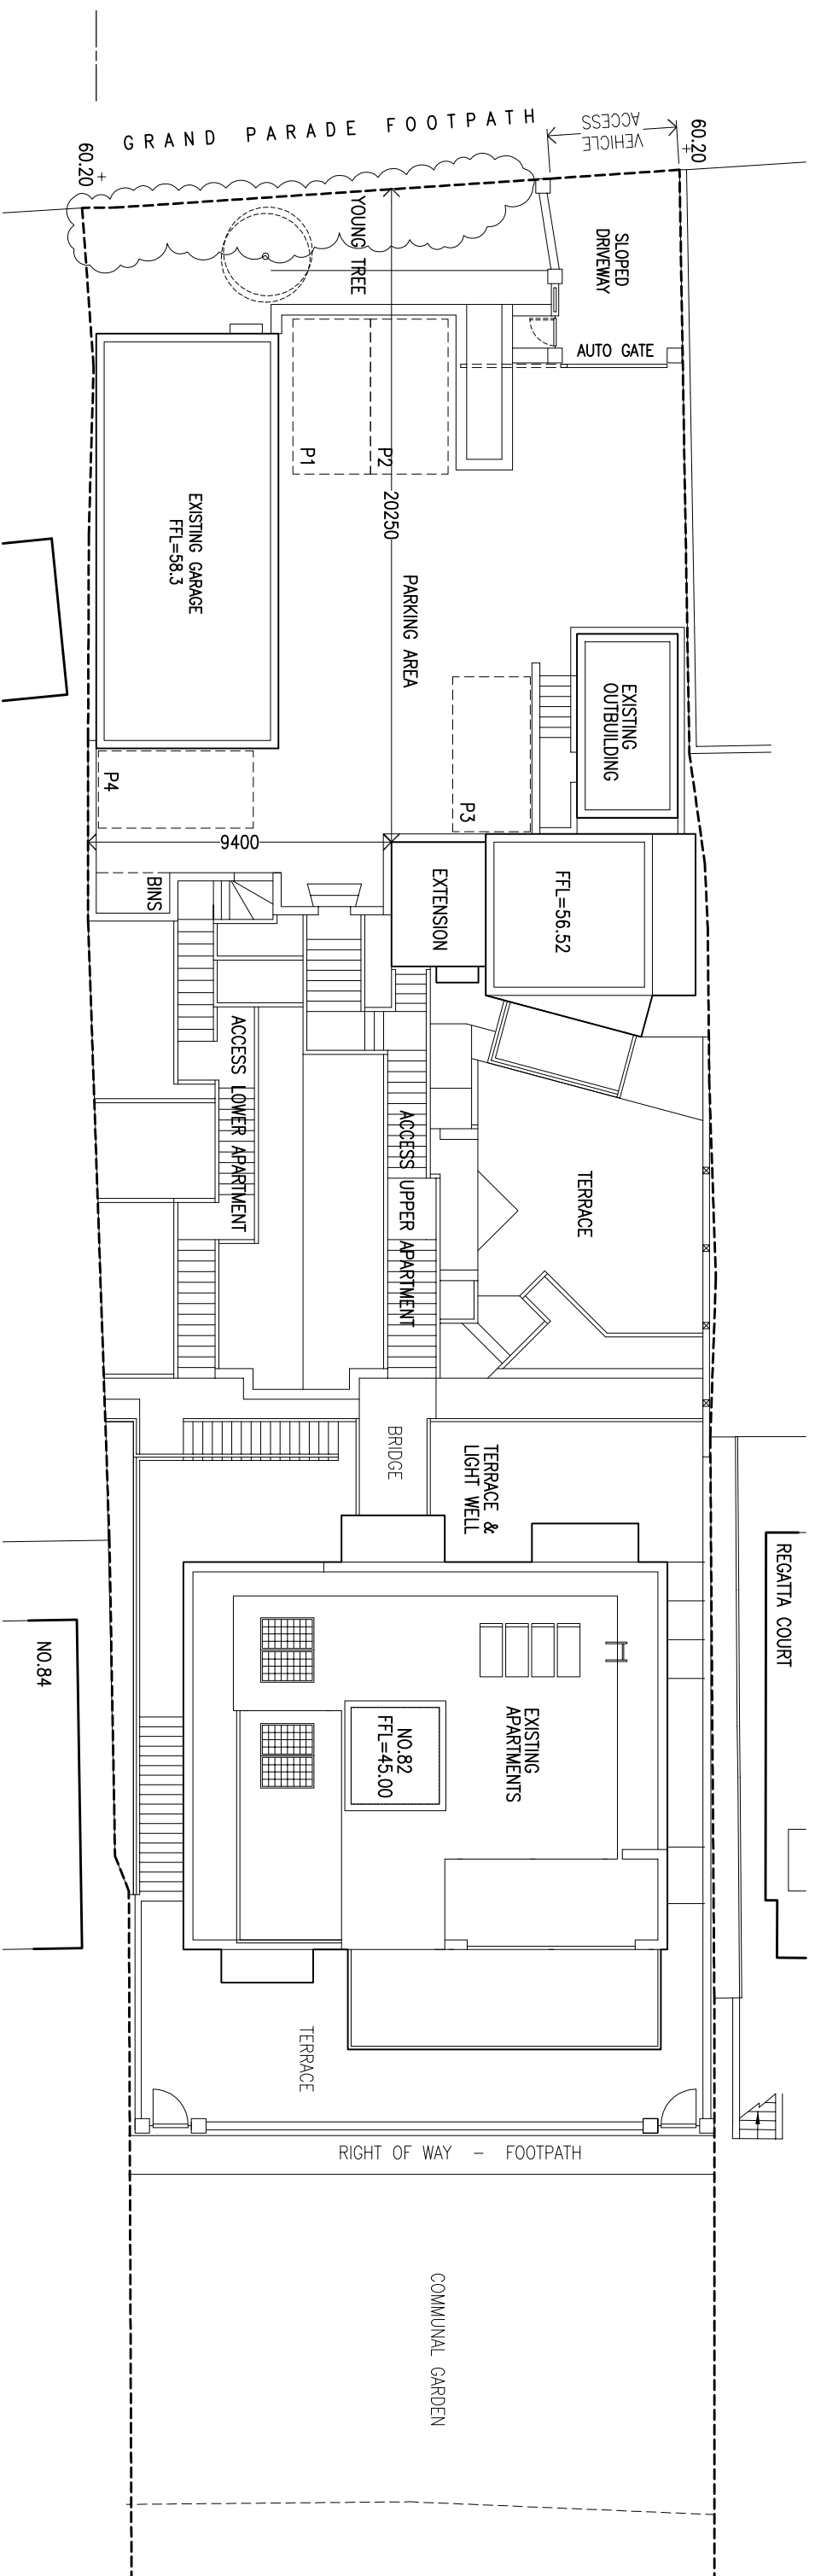 GRAND PARADE FOOTPATH
VEHICLE
ACCESS
60.20
60.20
YOUNG TREE
SLOPED
DRIVEWAY
AUTO GATE
P1
P2
20250
EXISTING GARAGE
FFL=58.3
PARKING AREA
EXISTING
OUTBUILDING
P3
P4
9400
BINS
EXTENSION
FFL=56.52
ACCESS LOWER APARTMENT
ACCESS UPPER APARTMENT
TERRACE
BRIDGE
TERRACE &
LIGHT WELL
REGATTA COURT
NO.84
EXISTING
APARTMENTS
NO.82
FFL=45.00
TERRACE
RIGHT OF WAY - FOOTPATH
COMMUNAL GARDEN